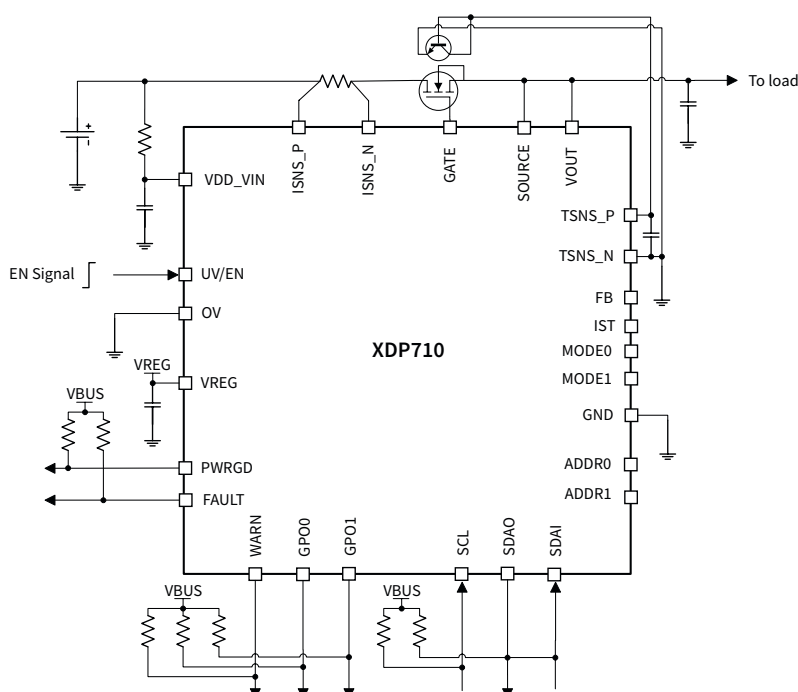 To load
ISNS_P
ISNS_N
GATE
SOURCE
VOUT
+
-
VDD_VIN
TSNS_P
TSNS_N
EN Signal
UV/EN
FB
OV
IST
XDP710
MODE0
VREG
MODE1
VREG
VBUS
GND
PWRGD
ADDR0
FAULT
ADDR1
WARN
GPO0
GPO1
SCL
SDAO
SDAI
VBUS
VBUS